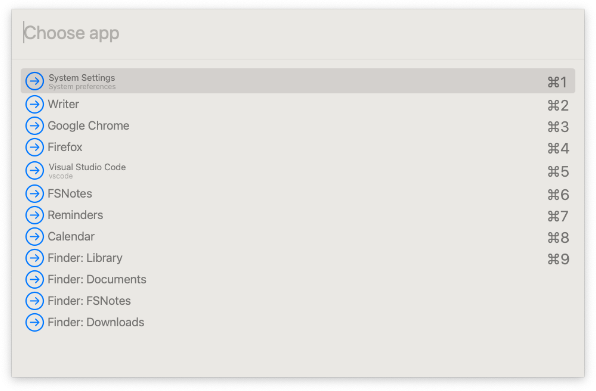 Choose app
System Settings ⌘1
System preferences
Writer ⌘2
Google Chrome ⌘3
Firefox ⌘4
Visual Studio Code ⌘5
vscode
FSNotes ⌘6
Reminders ⌘7
Calendar ⌘8
Finder: Library ⌘9
Finder: Documents
Finder: FSNotes
Finder: Downloads